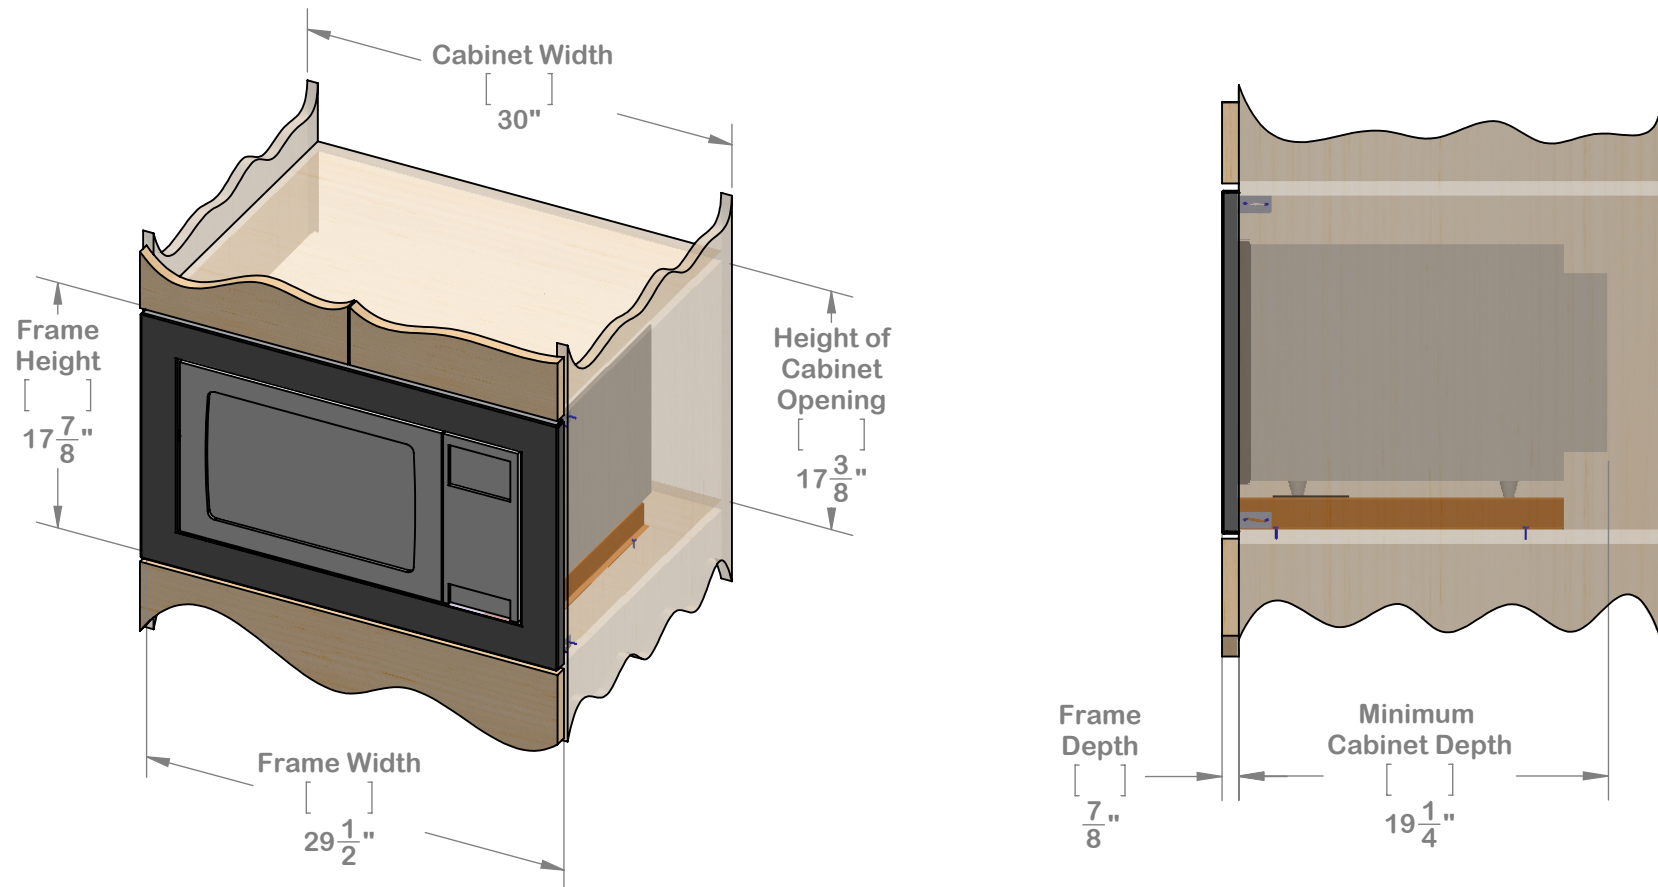 Cabinet Width
[ ]
30"
Frame
Height
[ ]
17 7/8"
Height of
Cabinet
Opening
[ ]
17 3/8"
Frame Width
[ ]
29 1/2"
Frame
Depth
[ ]
7/8"
Minimum
Cabinet Depth
[ ]
19 1/4"